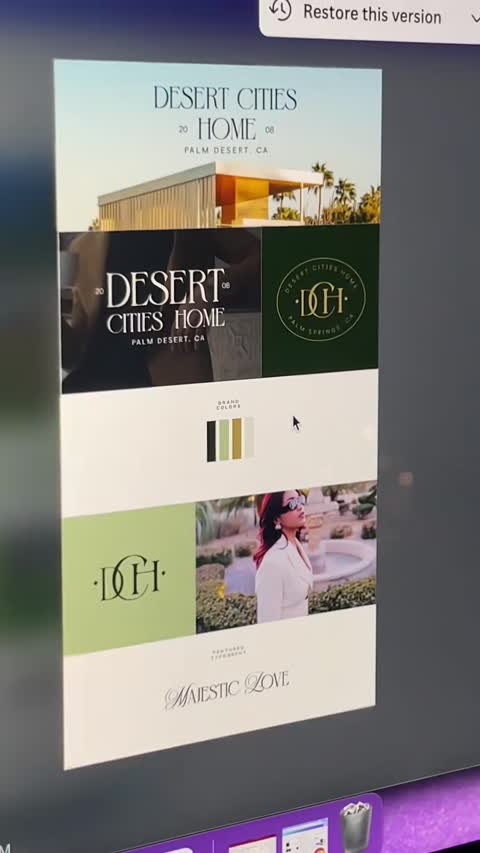 Restore this version
DESERT CITIES
20 HOME 08
PALM DESERT, CA
20 DESERT 08
CITIES HOME
PALM DESERT, CA
DESERT CITIES HOME
·DCH·
PALM SPRINGS, CA
BRAND
COLORS
·DCH·
FEATURED
TYPOGRAPHY
MAJESTIC LOVE